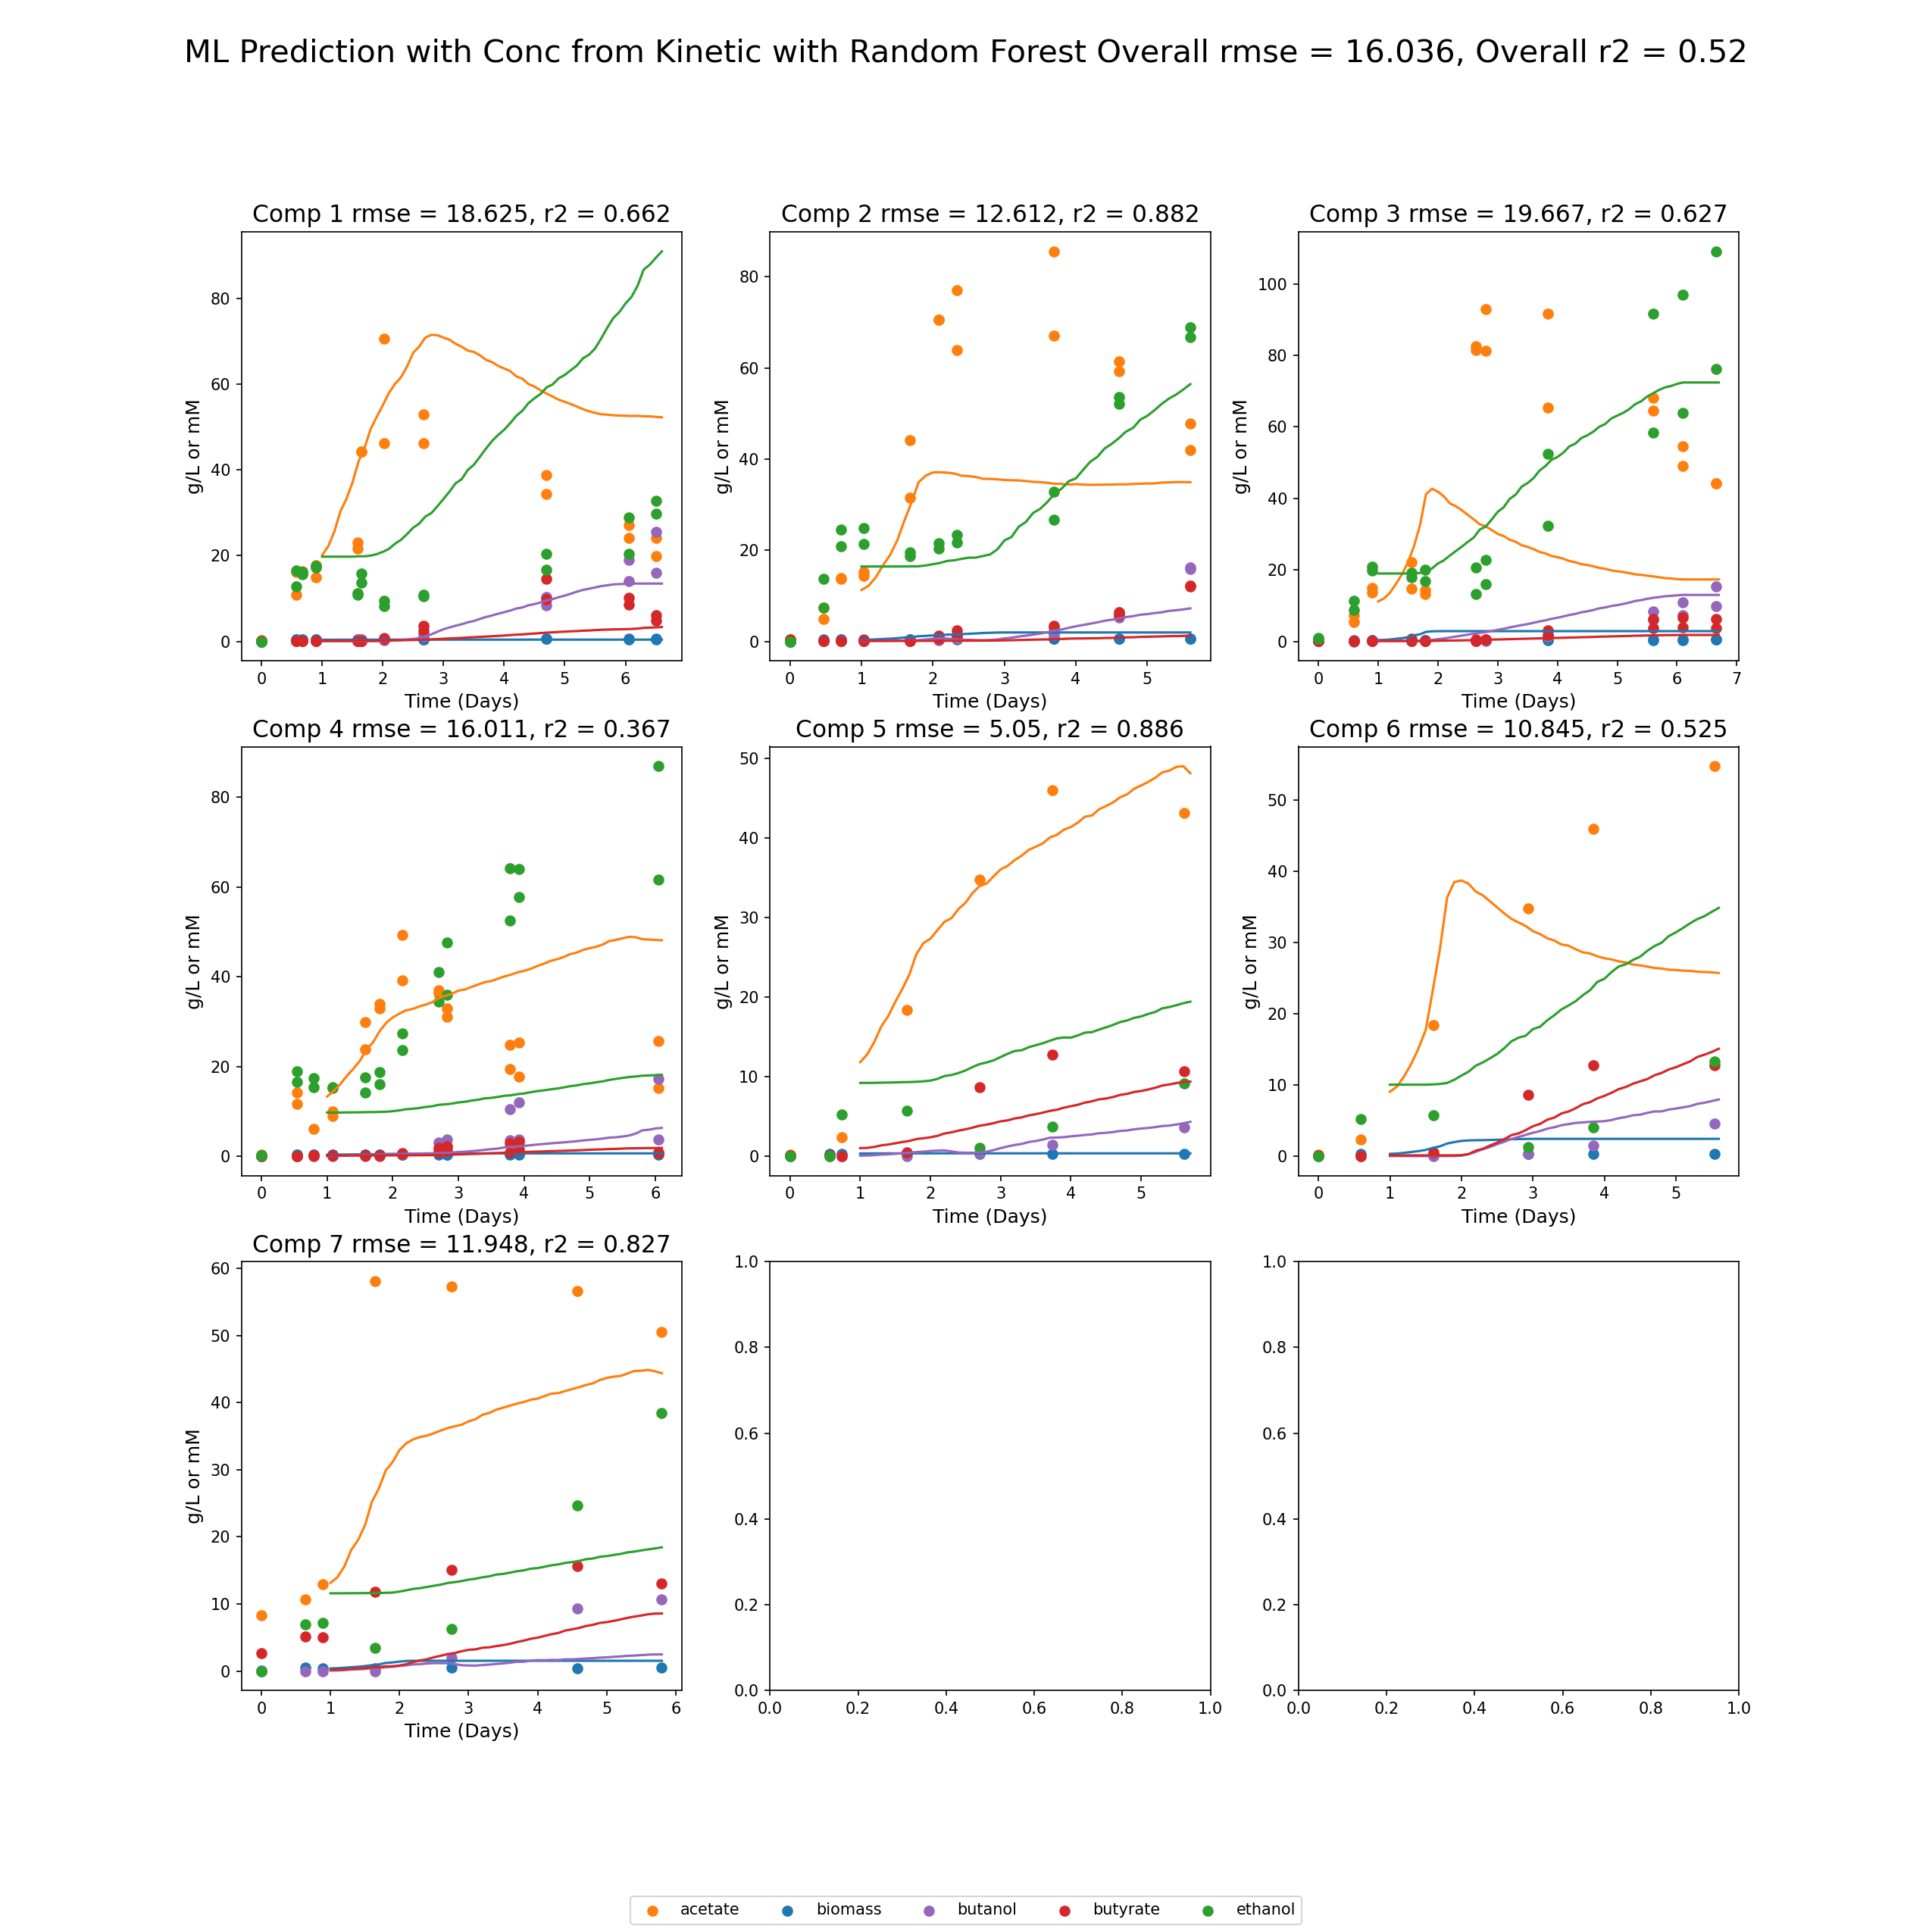 ML Prediction with Conc from Kinetic with Random Forest Overall rmse = 16.036, Overall r2 = 0.52
Comp 1 rmse = 18.625, r2 = 0.662
g/L or mM
80
60
40
20
0
0 1 2 3 4 5 6
Time (Days)
Comp 2 rmse = 12.612, r2 = 0.882
g/L or mM
80
60
40
20
0
0 1 2 3 4 5
Time (Days)
Comp 3 rmse = 19.667, r2 = 0.627
g/L or mM
100
80
60
40
20
0
0 1 2 3 4 5 6 7
Time (Days)
Comp 4 rmse = 16.011, r2 = 0.367
g/L or mM
80
60
40
20
0
0 1 2 3 4 5 6
Time (Days)
Comp 5 rmse = 5.05, r2 = 0.886
g/L or mM
50
40
30
20
10
0
0 1 2 3 4 5
Time (Days)
Comp 6 rmse = 10.845, r2 = 0.525
g/L or mM
50
40
30
20
10
0
0 1 2 3 4 5
Time (Days)
Comp 7 rmse = 11.948, r2 = 0.827
g/L or mM
60
50
40
30
20
10
0
0 1 2 3 4 5 6
Time (Days)
1.0
0.8
0.6
0.4
0.2
0.0
0.0 0.2 0.4 0.6 0.8 1.0
1.0
0.8
0.6
0.4
0.2
0.0
0.0 0.2 0.4 0.6 0.8 1.0
acetate biomass butanol butyrate ethanol